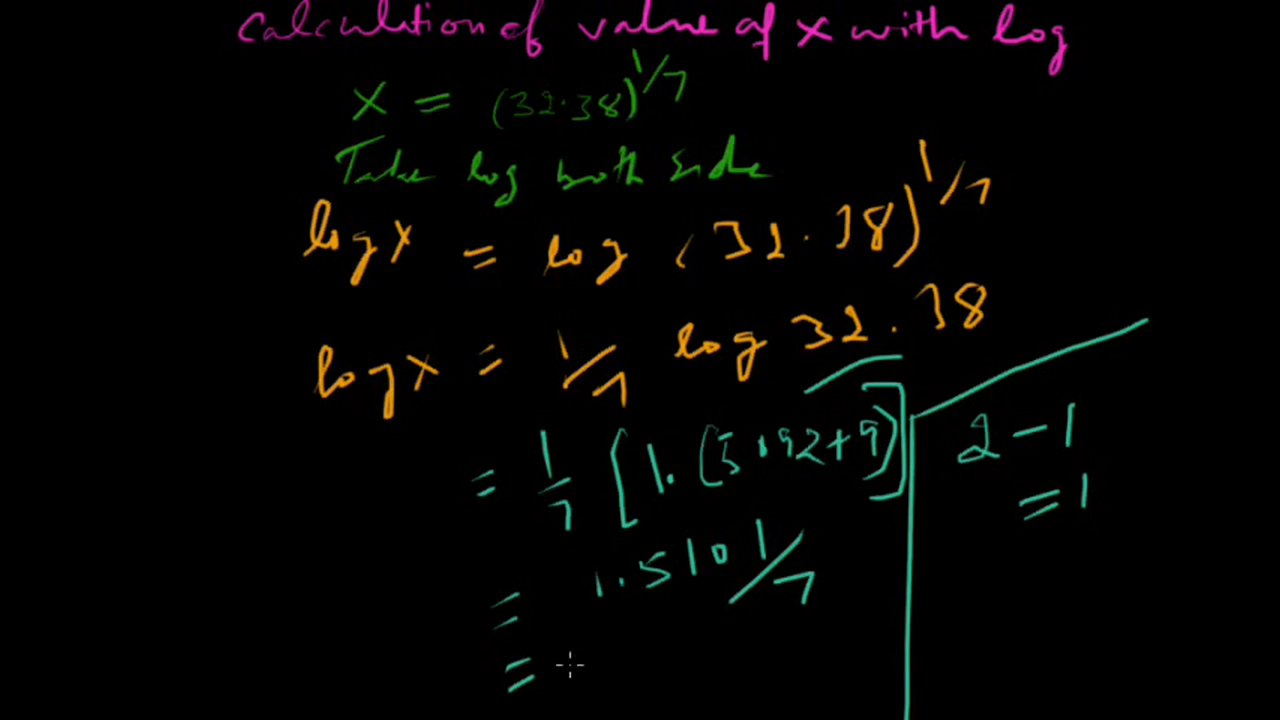 calculation of value of x with log
x = (32.38)^1/7
Take log both side
log x = log (32.38)^1/7
log x = 1/7 log 32.38
= 1/7 [1.(5092+9)]
2-1
= 1
= 1.5101/7
=